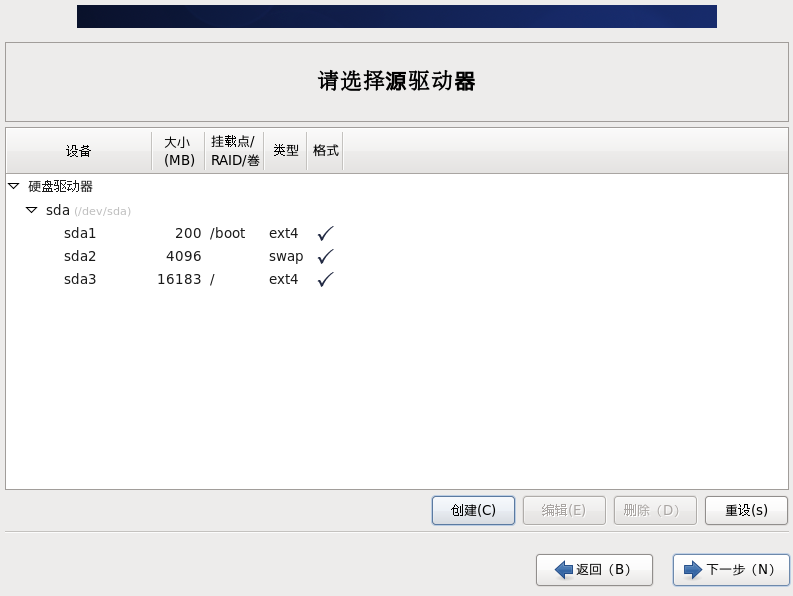 请选择源驱动器
设备 大小 (MB) 挂载点/ RAID/卷 类型 格式
硬盘驱动器
sda (/dev/sda)
sda1 200 /boot ext4
sda2 4096 swap
sda3 16183 / ext4
创建(C) 编辑(E) 删除（D） 重设(s)
返回（B） 下一步（N）